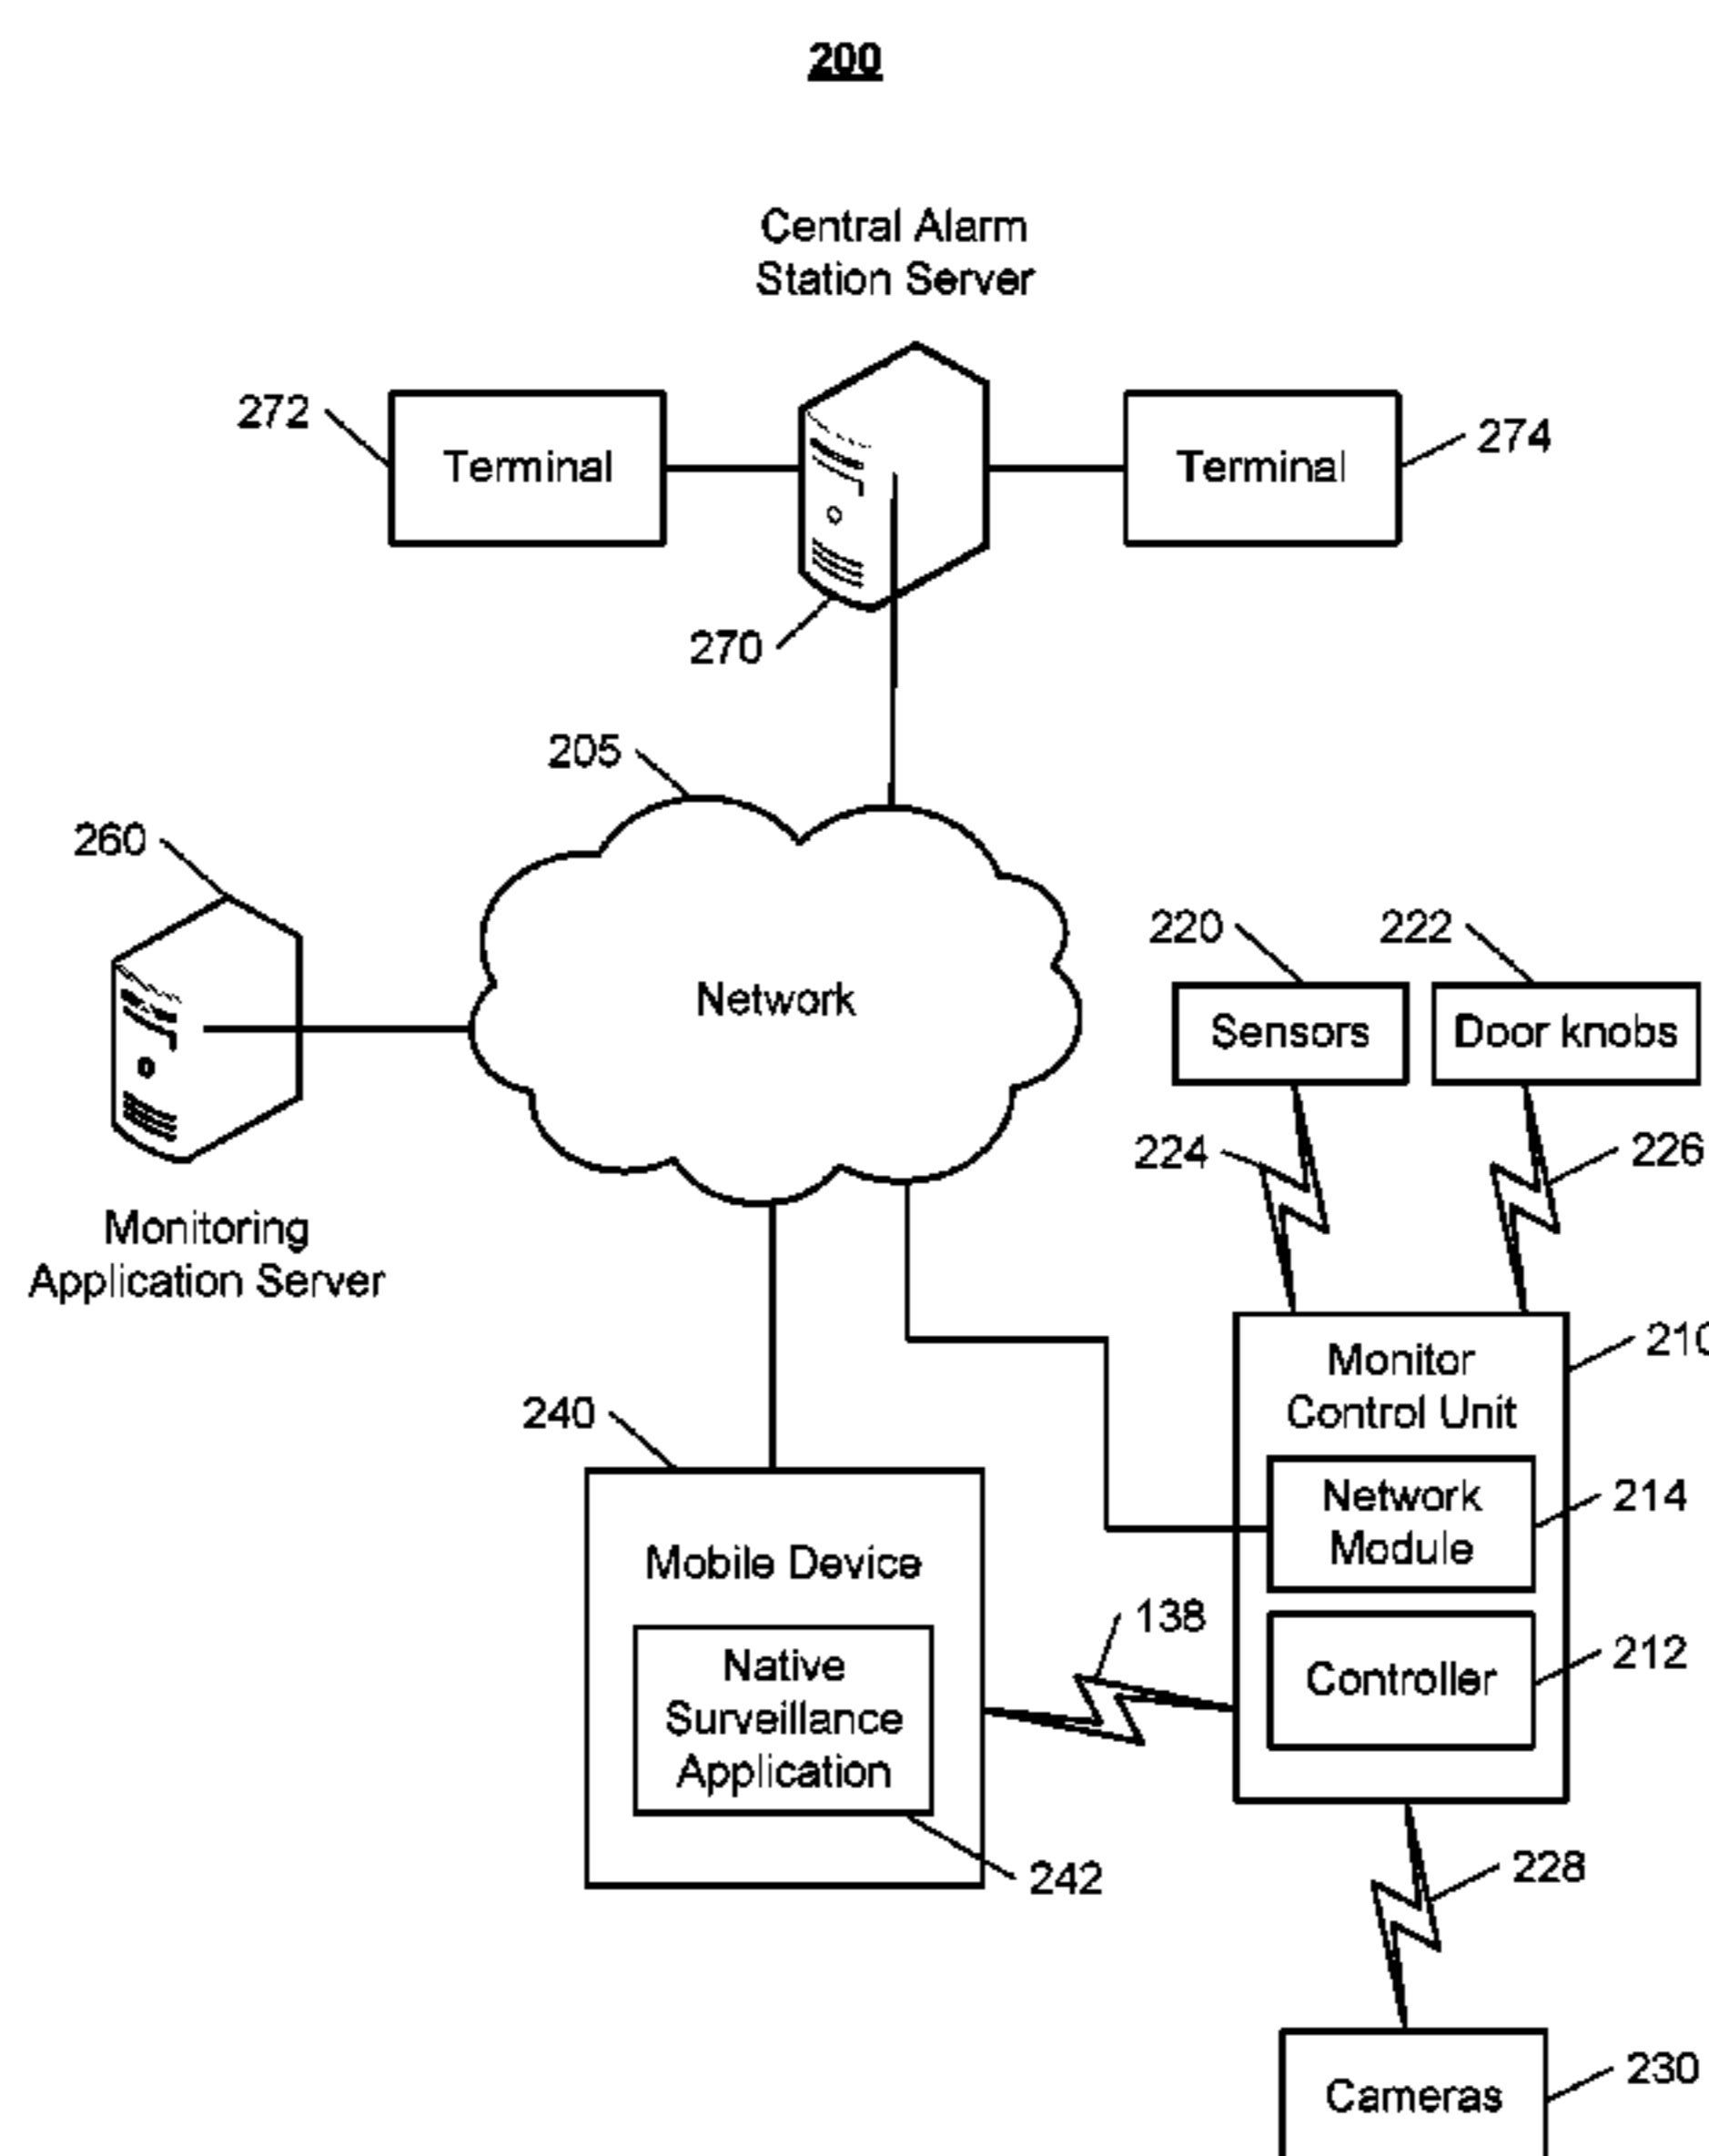 200
Central Alarm
Station Server
272
Terminal
Terminal
274
270
205
260
Network
220
222
Sensors
Door knobs
224
226
Monitoring
Application Server
210
Monitor
Control Unit
240
Network
Module
214
Mobile Device
138
Native
Surveillance
Application
Controller
212
242
228
Cameras
230